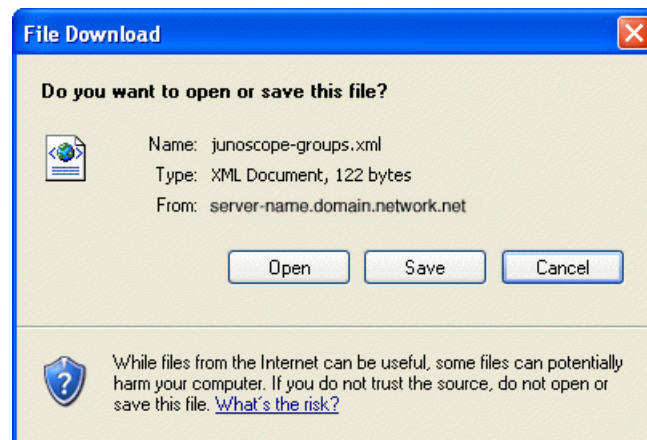 File Download
Do you want to open or save this file?
Name: junoscope-groups.xml
Type: XML Document, 122 bytes
From: server-name.domain.network.net
Open Save Cancel
While files from the Internet can be useful, some files can potentially
harm your computer. If you do not trust the source, do not open or
save this file. What's the risk?